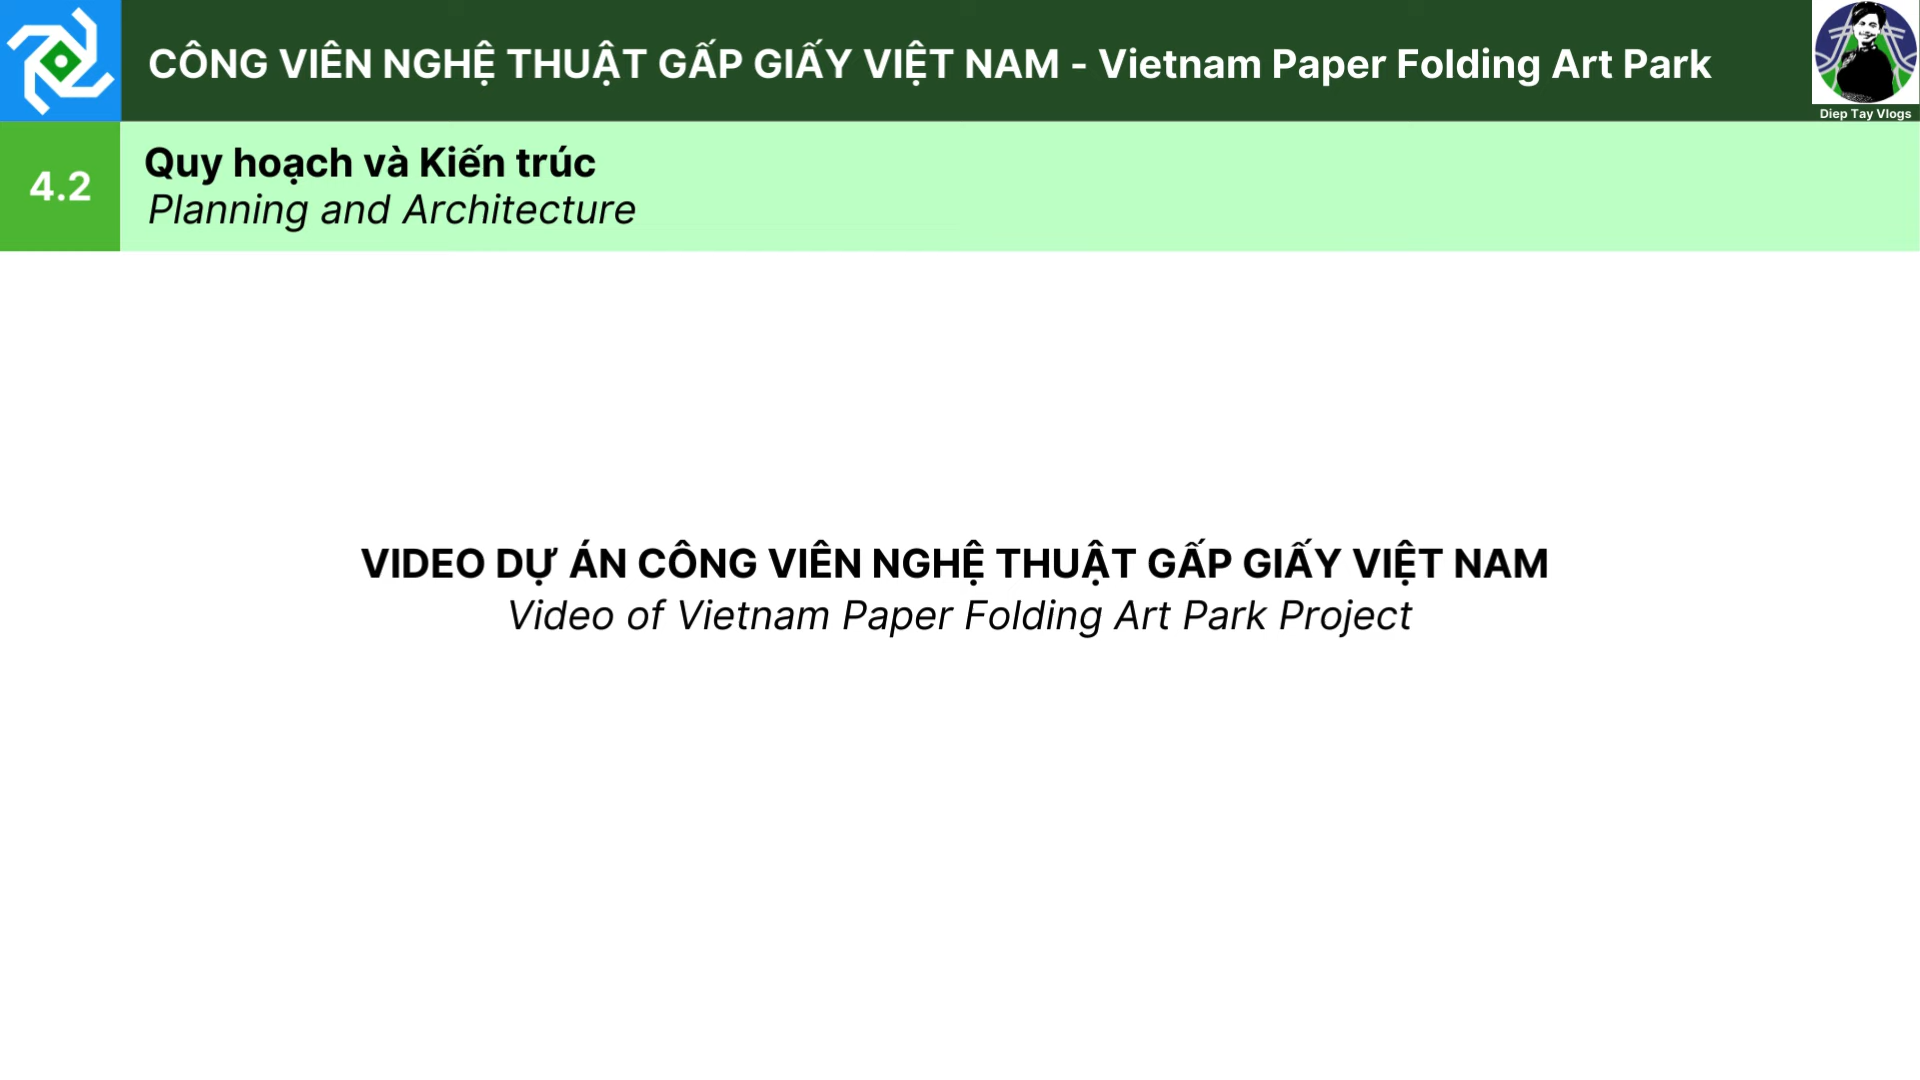 CÔNG VIÊN NGHỆ THUẬT GẤP GIẤY VIỆT NAM - Vietnam Paper Folding Art Park
Diep Tay Vlogs
4.2
Quy hoạch và Kiến trúc
Planning and Architecture
VIDEO DỰ ÁN CÔNG VIÊN NGHỆ THUẬT GẤP GIẤY VIỆT NAM
Video of Vietnam Paper Folding Art Park Project